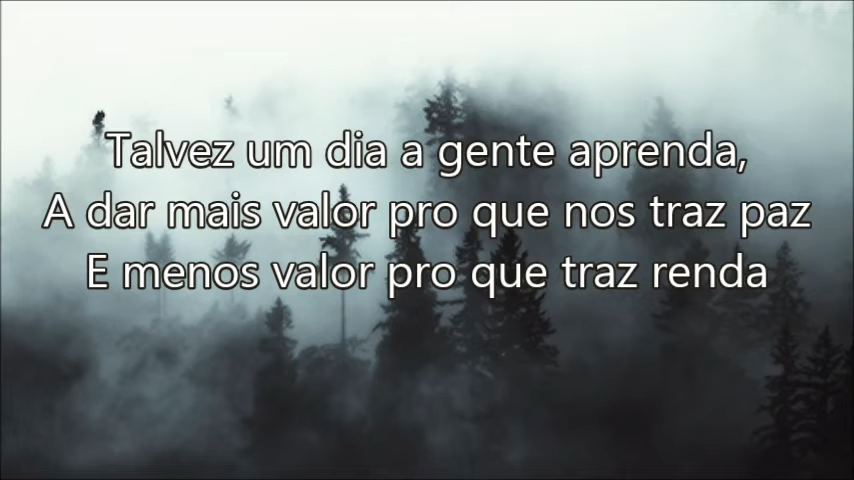 Talvez um dia a gente aprenda,
A dar mais valor pro que nos traz paz
E menos valor pro que traz renda